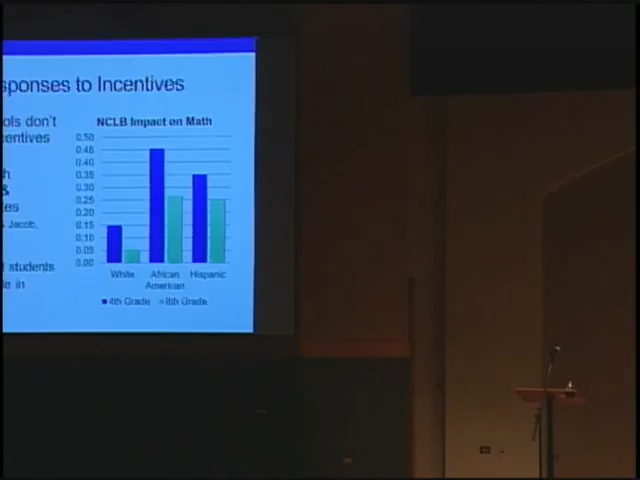 sponses to Incentives
ols don't
entives
h
&
es
Jacob,
students
e in
NCLB Impact on Math
0.50
0.45
0.40
0.35
0.30
0.25
0.20
0.15
0.10
0.05
0.00
White
African American
Hispanic
4th Grade
8th Grade